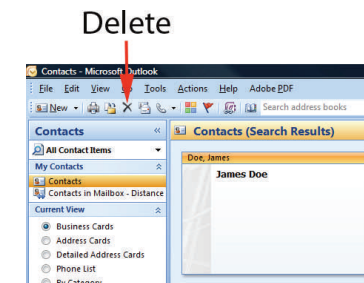 Delete
Contacts - Microsoft Outlook
File Edit View Go Tools Actions Help Adobe PDF
New Search address books
Contacts « Contacts (Search Results)
All Contact Items
My Contacts
Contacts
Contacts in Mailbox - Distance
Current View
Business Cards
Address Cards
Detailed Address Cards
Phone List
By Category
Doe, James
James Doe